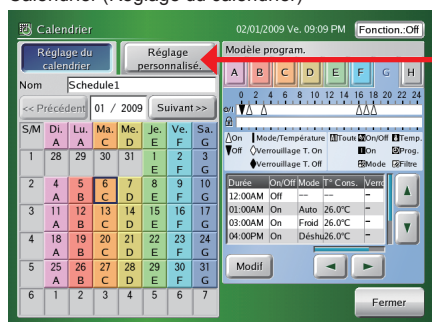 Calendrier (Réglage du calendrier)
Calendrier
02/01/2009 Ve. 09:09 PM
Fonction.:Off
Réglage du calendrier
Réglage personnalisé.
Modèle program.
A B C D E F G H
Nom Schedule1
<< Précédent 01 / 2009 Suivant >>
0 2 4 6 8 10 12 14 16 18 20 22 24
S/M Di. Lu. Ma. Me. Je. Ve. Sa.
A B C D E F G
1 28 29 30 31 1 2 3
E F G
2 4 5 6 7 8 9 10
A B C D E F G
3 11 12 13 14 15 16 17
A B C D E F G
4 18 19 20 21 22 23 24
A B C D E F G
5 25 26 27 28 29 30 31
A B C D E F G
6 1 2 3 4 5 6 7
On Mode/Température Toute On/Off Temp.
Off Verrouillage T. On On Prog.
Verrouillage T. Off Mode Filtre
Durée On/Off Mode T° Cons. Verro
12:00AM Off -- -- -
01:00AM On Auto 26.0°C -
03:00AM On Froid 26.0°C -
04:00PM On Déshu 26.0°C -
Modif
Fermer